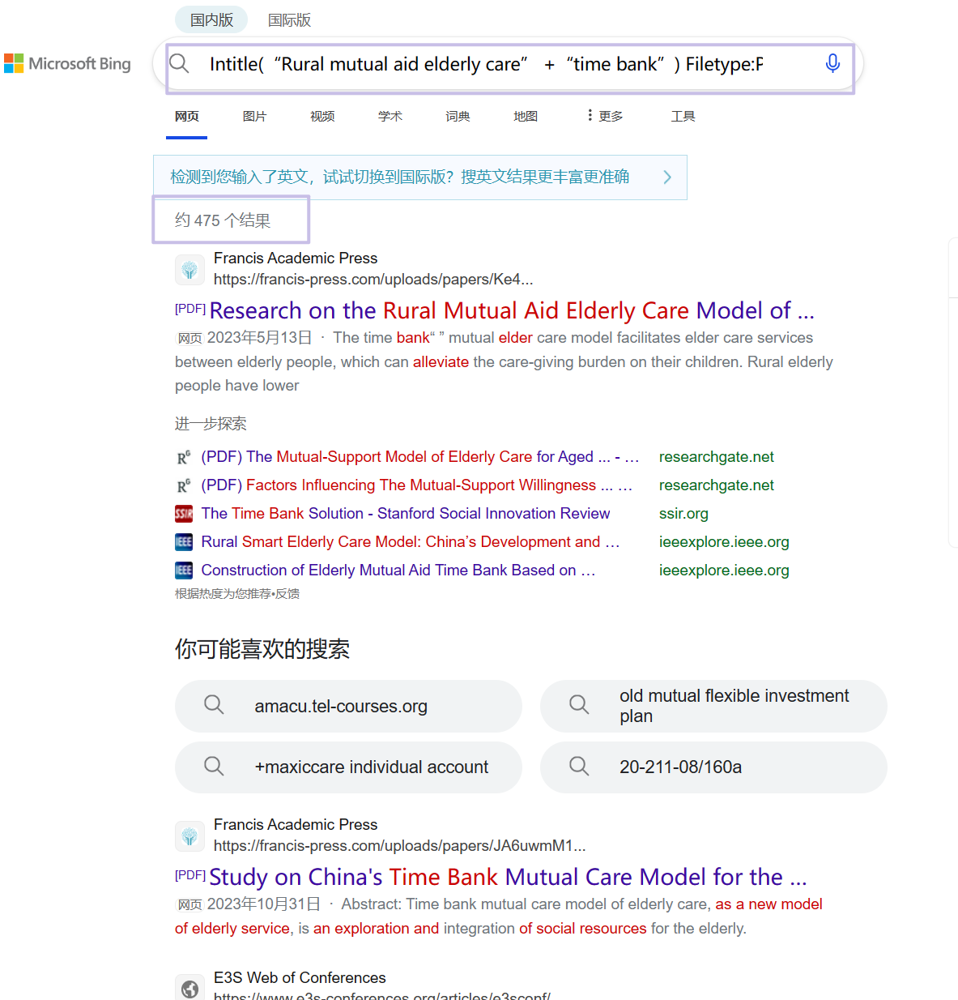 国内版 国际版
Microsoft Bing
Intitle(“Rural mutual aid elderly care” +“time bank”) Filetype:P
网页 图片 视频 学术 词典 地图 更多 工具
检测到您输入了英文，试试切换到国际版？搜英文结果更丰富更准确
约 475 个结果
Francis Academic Press
https://francis-press.com/uploads/papers/Ke4...
[PDF] Research on the Rural Mutual Aid Elderly Care Model of ...
网页 2023年5月13日 · The time bank“ ” mutual elder care model facilitates elder care services
between elderly people, which can alleviate the care-giving burden on their children. Rural elderly
people have lower
进一步探索
(PDF) The Mutual-Support Model of Elderly Care for Aged ... - ... researchgate.net
(PDF) Factors Influencing The Mutual-Support Willingness ... ... researchgate.net
SSIR The Time Bank Solution - Stanford Social Innovation Review ssir.org
IEEE Rural Smart Elderly Care Model: China’s Development and ... ieeexplore.ieee.org
IEEE Construction of Elderly Mutual Aid Time Bank Based on ... ieeexplore.ieee.org
根据热度为您推荐•反馈
你可能喜欢的搜索
amacu.tel-courses.org
old mutual flexible investment
plan
+maxiccare individual account
20-211-08/160a
Francis Academic Press
https://francis-press.com/uploads/papers/JA6uwmM1...
[PDF] Study on China's Time Bank Mutual Care Model for the ...
网页 2023年10月31日 · Abstract: Time bank mutual care model of elderly care, as a new model
of elderly service, is an exploration and integration of social resources for the elderly.
E3S Web of Conferences
https://www.e3s-conferences.org/articles/e3sconf/